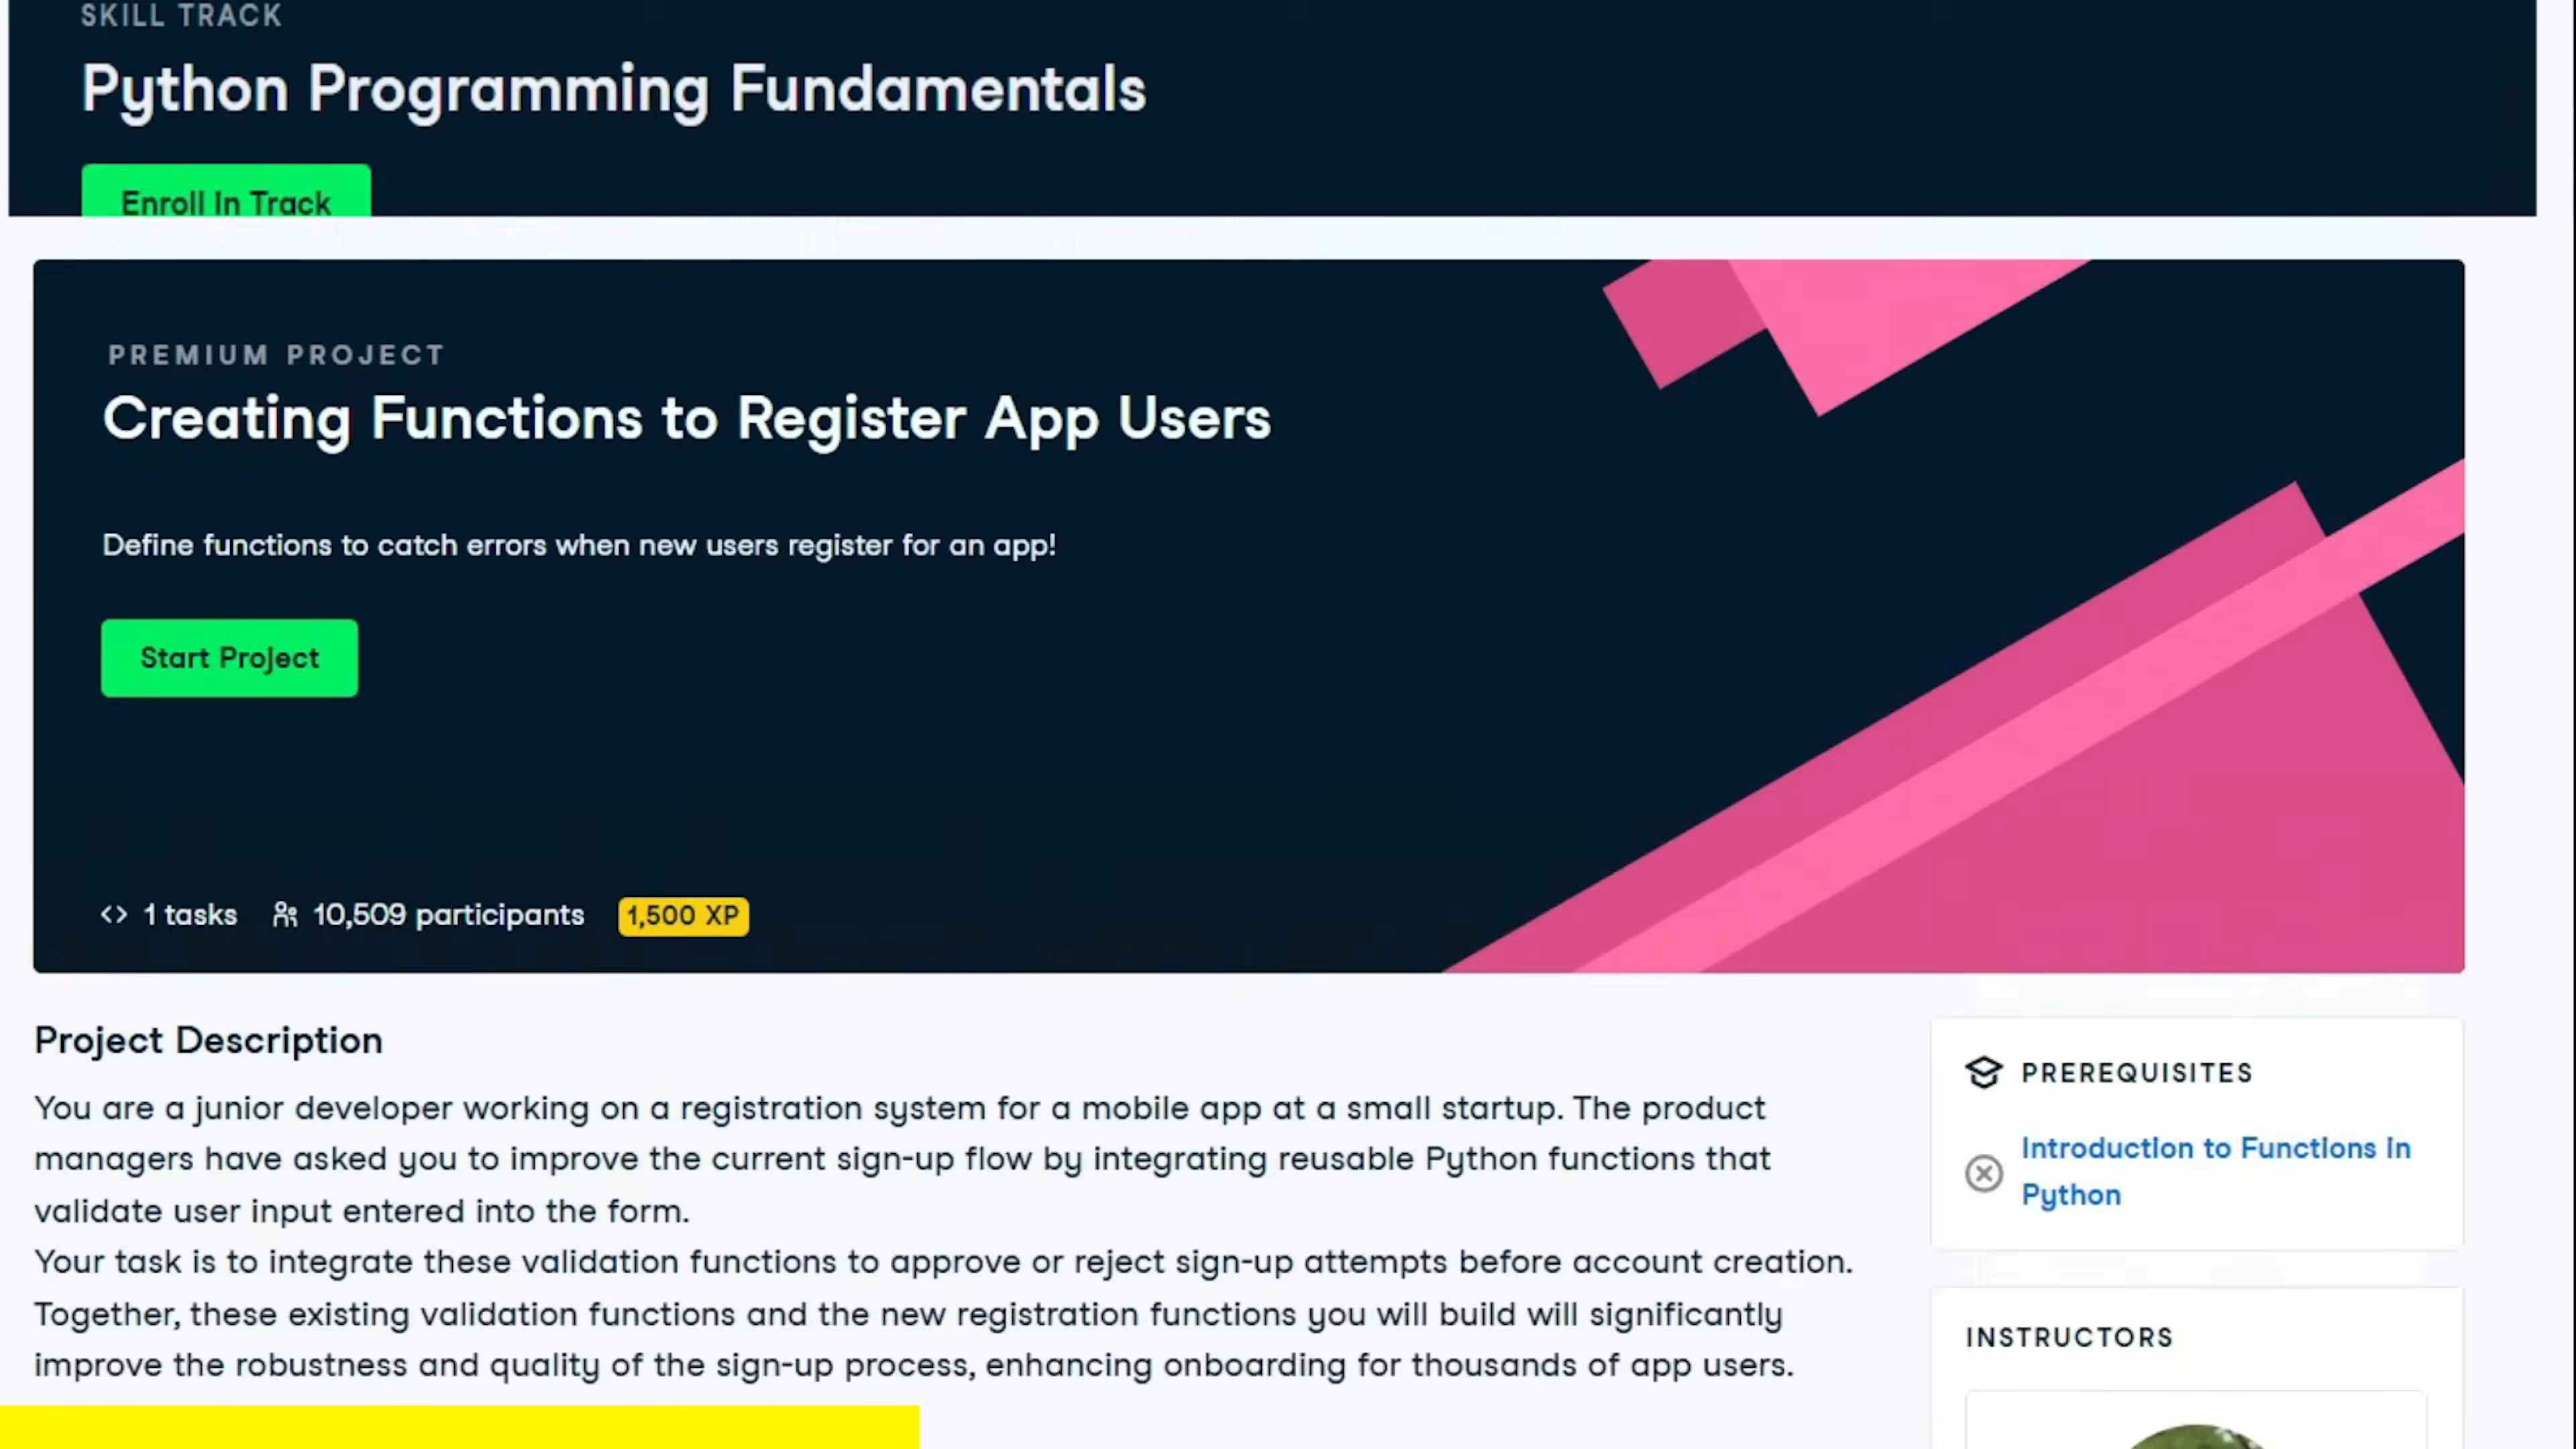 SKILL TRACK
Python Programming Fundamentals
Enroll In Track
PREMIUM PROJECT
Creating Functions to Register App Users
Define functions to catch errors when new users register for an app!
Start Project
<> 1 tasks 10,509 participants 1,500 XP
Project Description
You are a junior developer working on a registration system for a mobile app at a small startup. The product
managers have asked you to improve the current sign-up flow by integrating reusable Python functions that
validate user input entered into the form.
Your task is to integrate these validation functions to approve or reject sign-up attempts before account creation.
Together, these existing validation functions and the new registration functions you will build will significantly
improve the robustness and quality of the sign-up process, enhancing onboarding for thousands of app users.
PREREQUISITES
Introduction to Functions in
Python
INSTRUCTORS